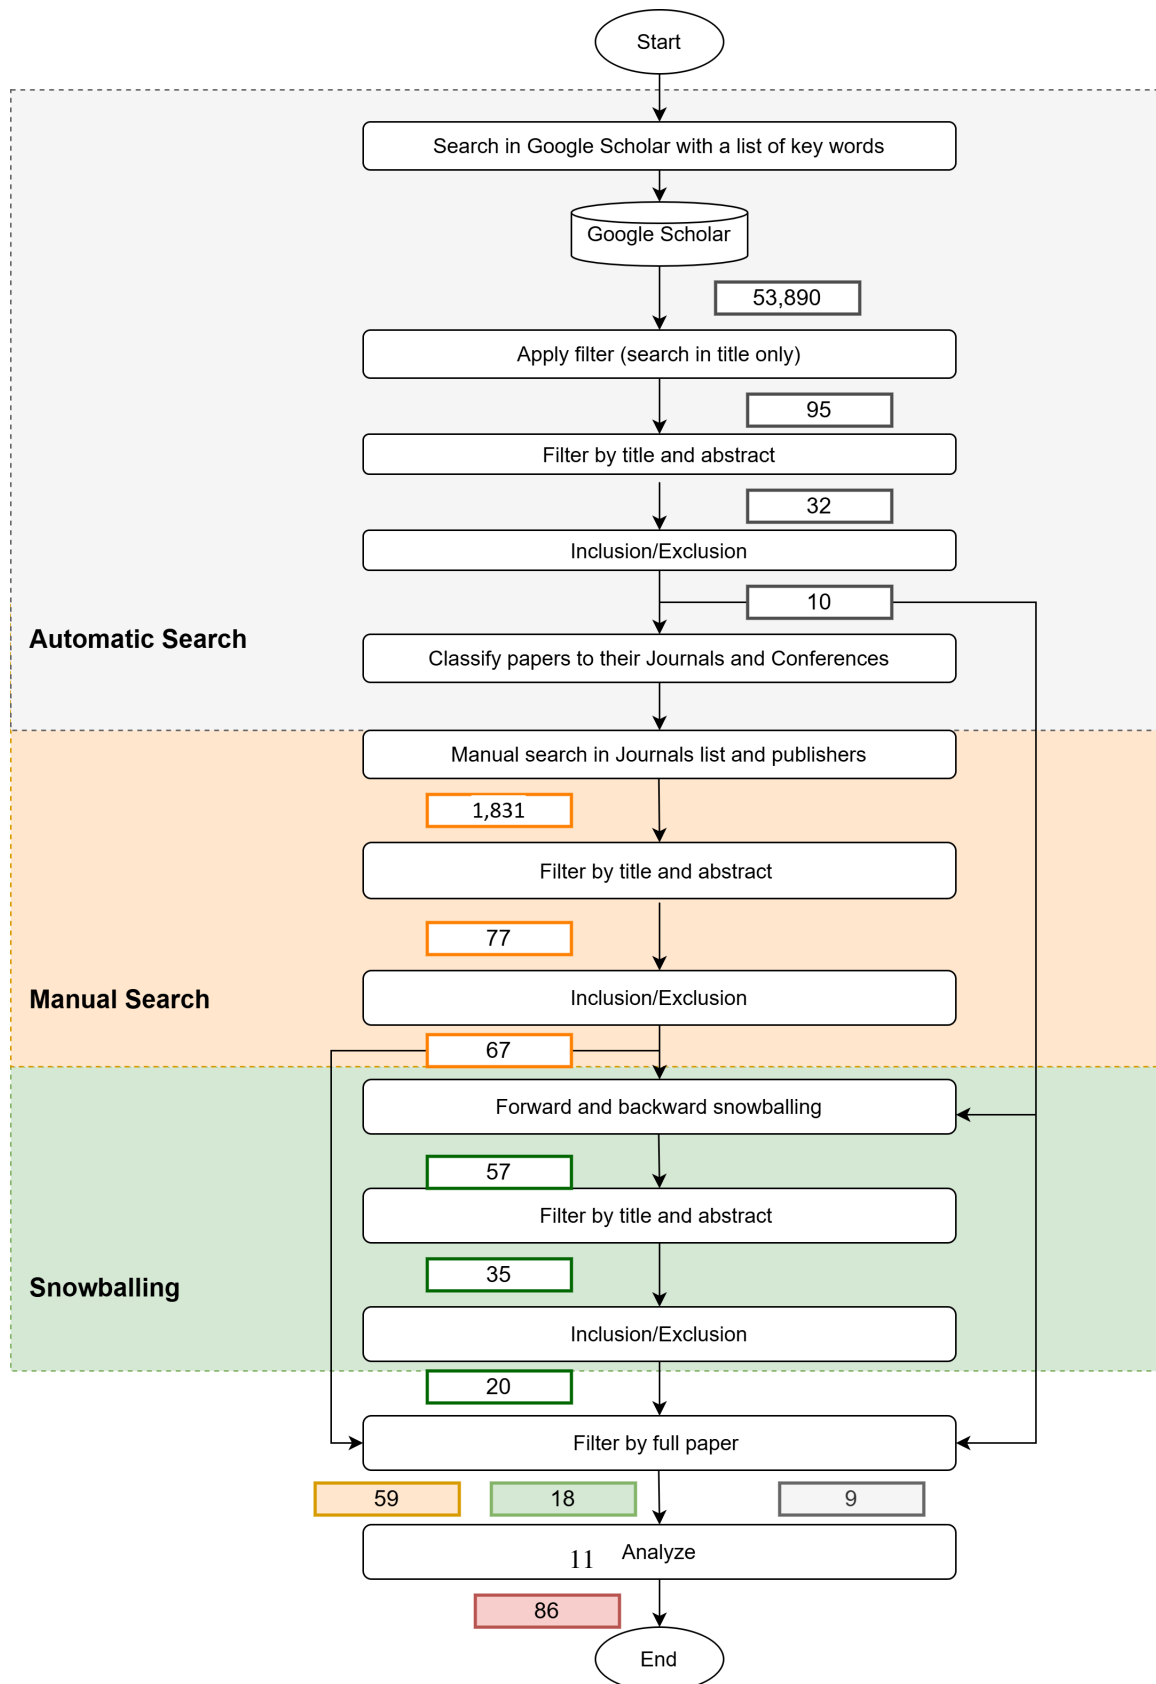 Start
Search in Google Scholar with a list of key words
Google Scholar
53,890
Apply filter (search in title only)
95
Filter by title and abstract
32
Inclusion/Exclusion
10
Automatic Search
Classify papers to their Journals and Conferences
Manual search in Journals list and publishers
1,831
Filter by title and abstract
77
Manual Search
Inclusion/Exclusion
67
Forward and backward snowballing
57
Filter by title and abstract
35
Snowballing
Inclusion/Exclusion
20
Filter by full paper
59 18 9
11 Analyze
86
End